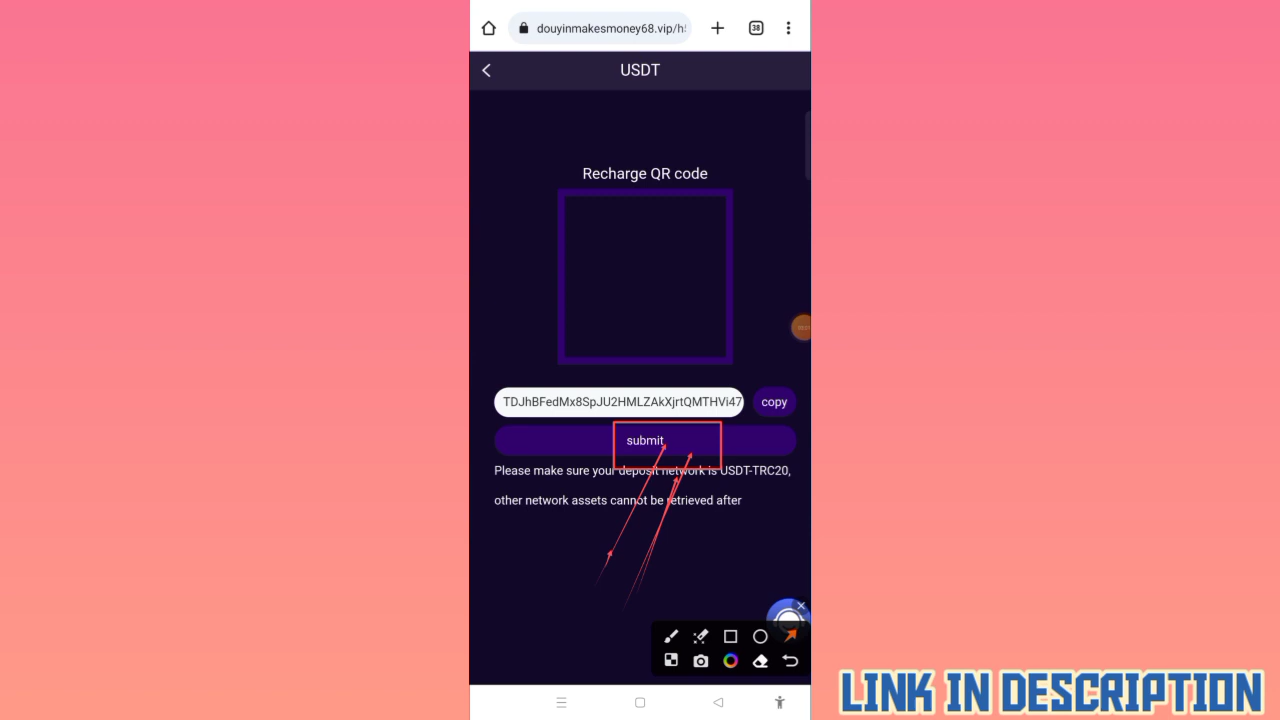 douyinmakesmoney68.vip/h
38
USDT
Recharge QR code
TDJhBFedMx8SpJU2HMLZAkXjrtQMTHVi47
copy
submit
Please make sure your deposit network is USDT-TRC20,
other network assets cannot be retrieved after
LINK IN DESCRIPTION